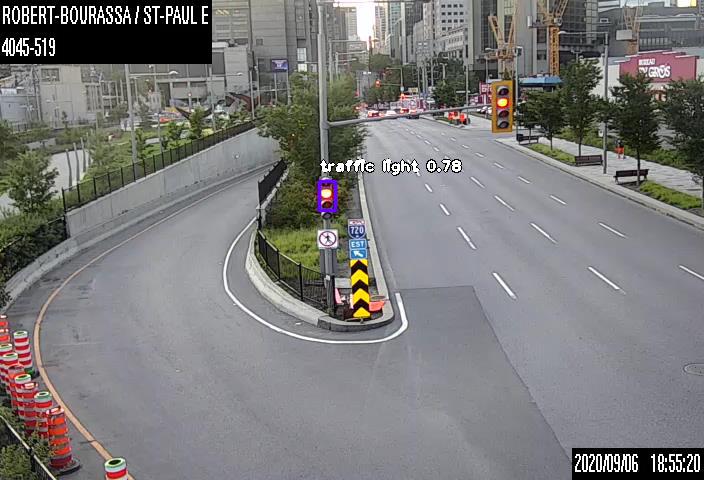 ROBERT-BOURASSA / ST-PAUL E
4045-519
traffic light 0.78
720
EST
2020/09/06 18:55:20